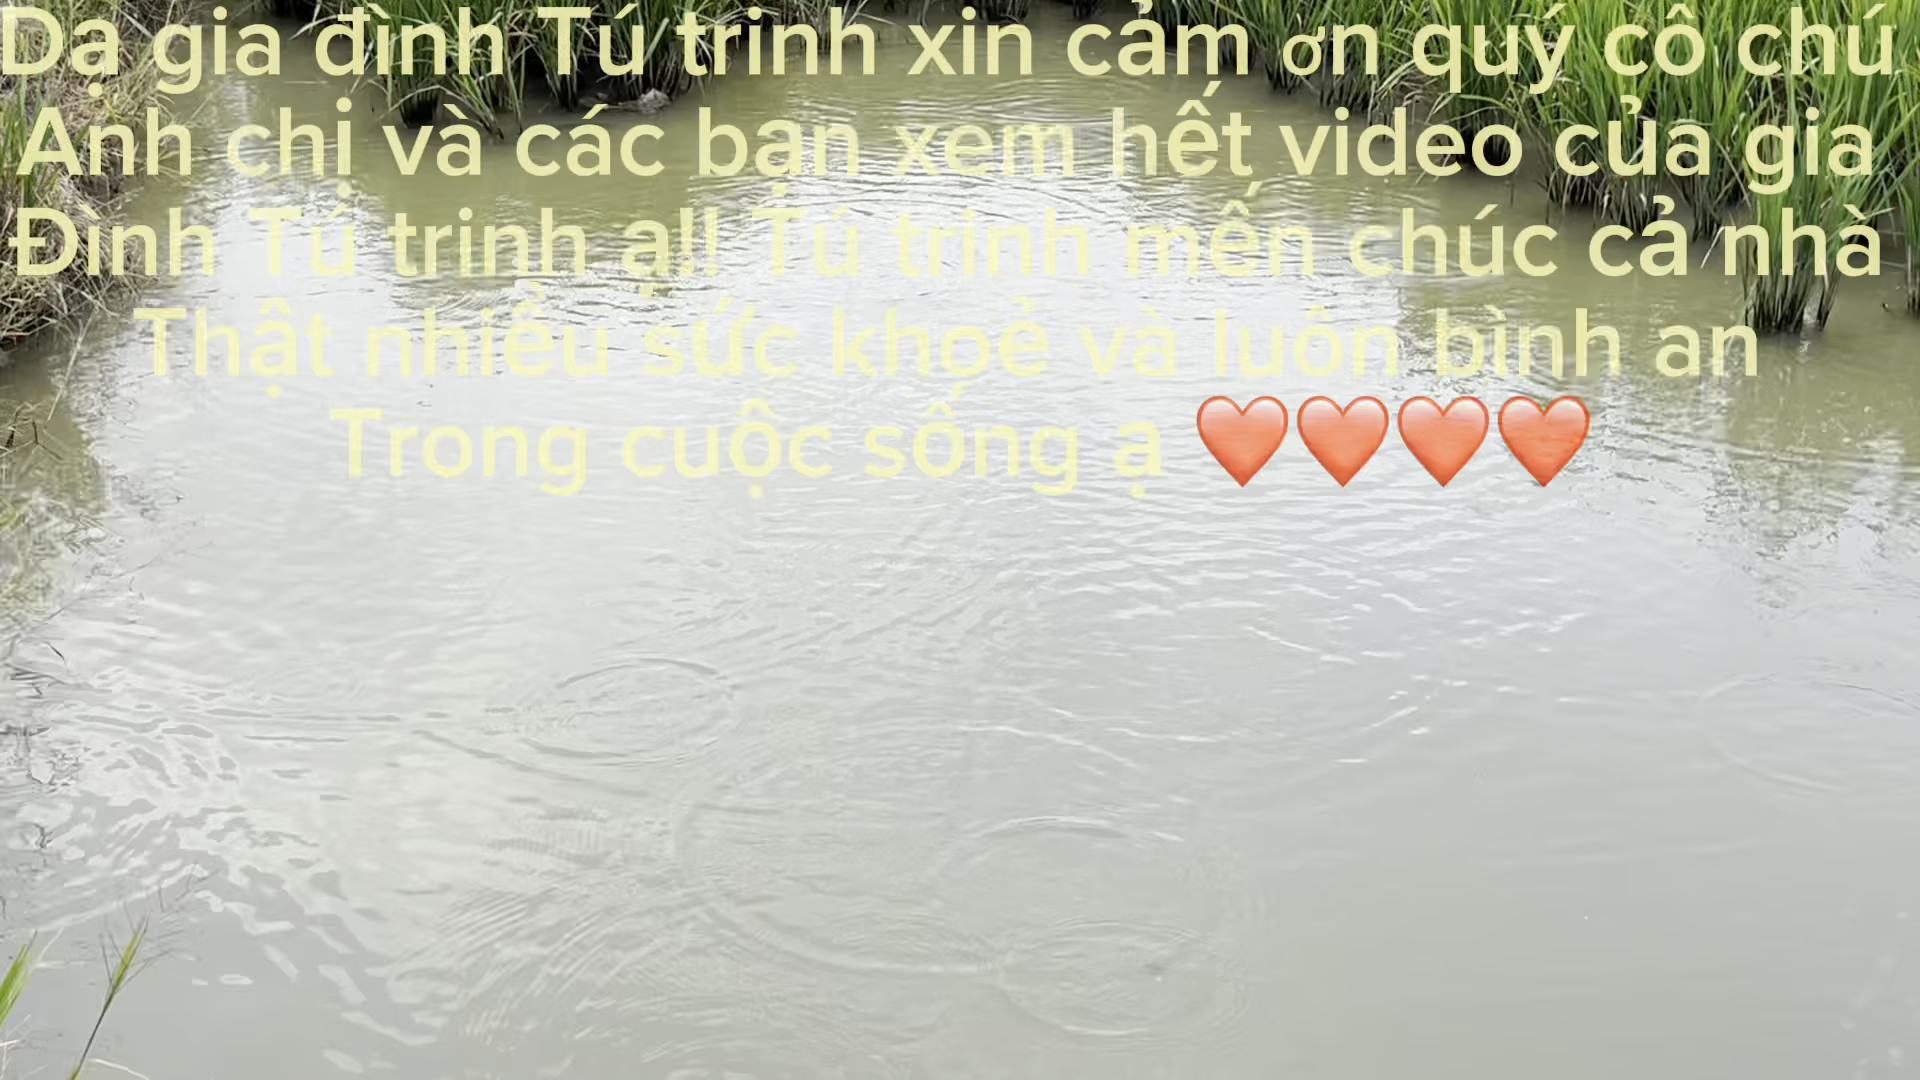 Dạ gia đình Tú trinh xin cảm ơn quý cô chú
Anh chị và các bạn xem hết video của gia
Đình Tú trinh ạ!! Tú trinh mến chúc cả nhà
Thật nhiều sức khoẻ và luôn bình an
Trong cuộc sống ạ ❤️❤️❤️❤️